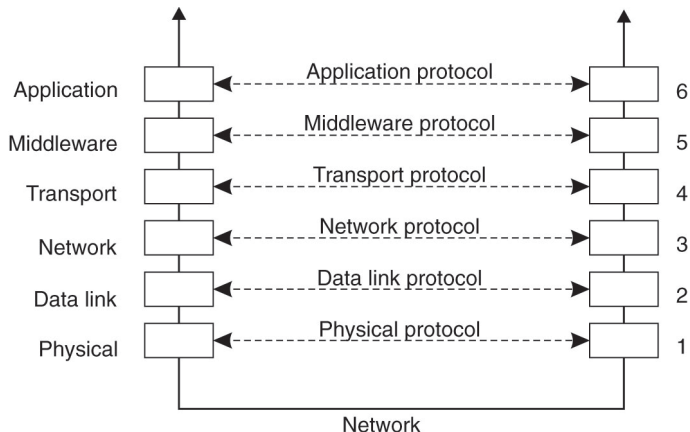 Application Application protocol 6
Middleware Middleware protocol 5
Transport Transport protocol 4
Network Network protocol 3
Data link Data link protocol 2
Physical Physical protocol 1
Network